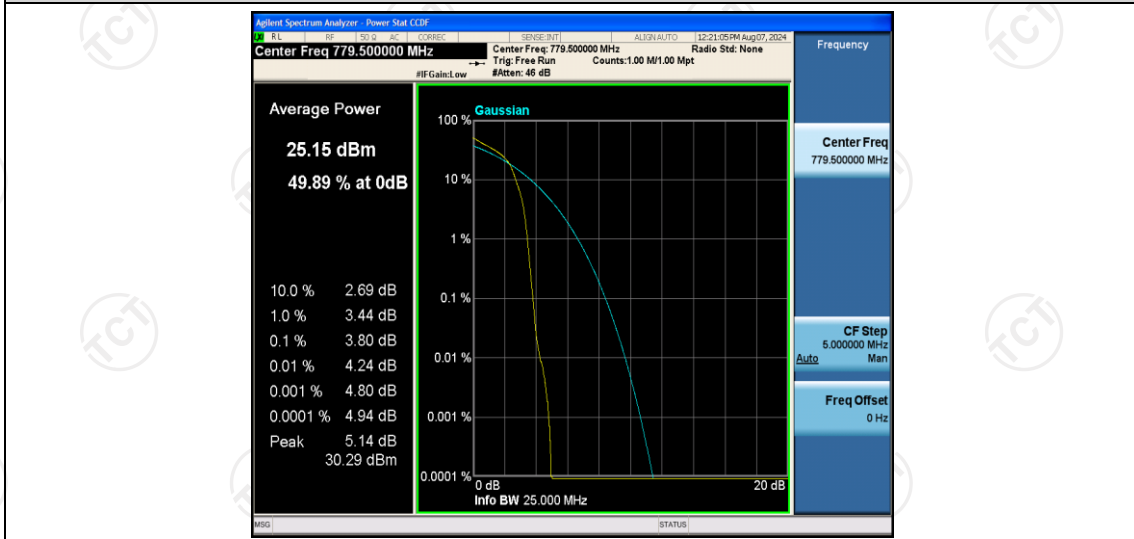 Agilent Spectrum Analyzer - Power Stat CCDF
RL RF 50 Ω AC CORREC SENSE:INT ALIGN AUTO 12:21:05 PM Aug 07, 2024
Center Freq 779.500000 MHz
Center Freq: 779.500000 MHz
Radio Std: None
Trig: Free Run
Counts:1.00 M/1.00 Mpt
#IFGain:Low
#Atten: 46 dB
Frequency
Average Power
25.15 dBm
49.89 % at 0dB
10.0 % 2.69 dB
1.0 % 3.44 dB
0.1 % 3.80 dB
0.01 % 4.24 dB
0.001 % 4.80 dB
0.0001 % 4.94 dB
Peak 5.14 dB
30.29 dBm
Gaussian
100 %
10 %
1 %
0.1 %
0.01 %
0.001 %
0.0001 %
0 dB
20 dB
Info BW 25.000 MHz
Center Freq
779.500000 MHz
CF Step
5.000000 MHz
Auto Man
Freq Offset
0 Hz
MSG
STATUS
TCT
TCT
TCT
TCT